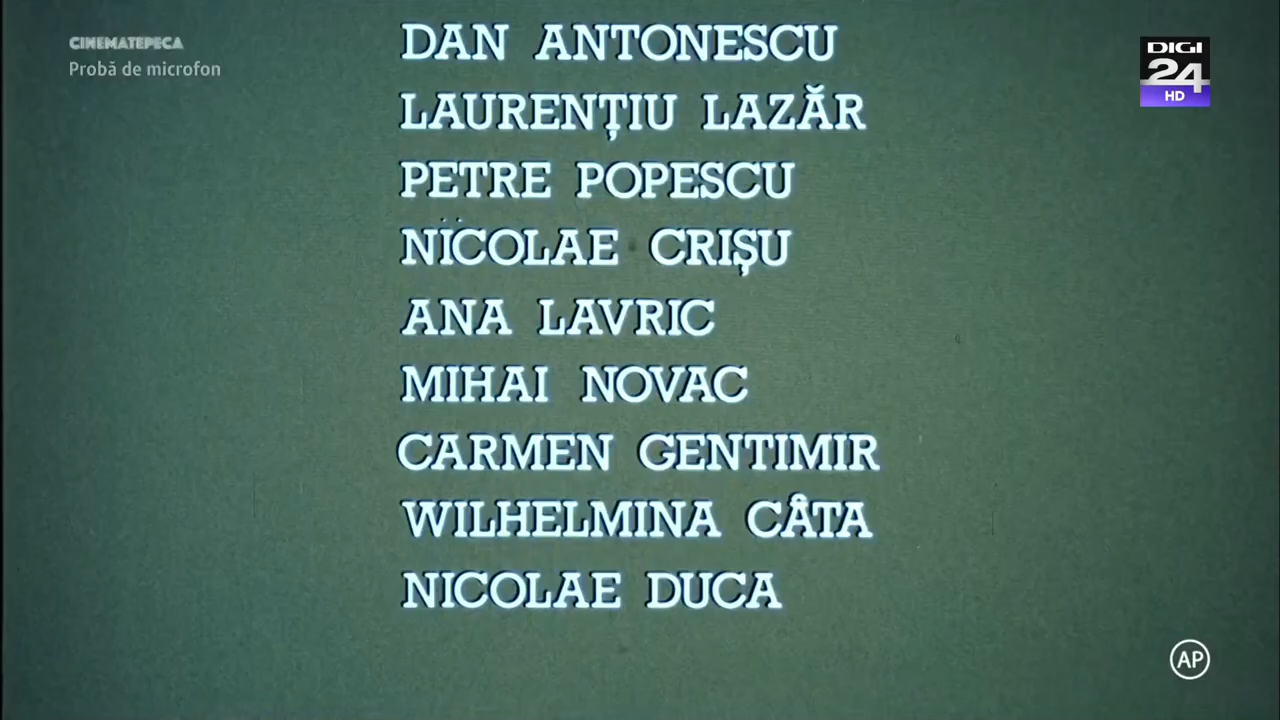 CINEMATEPECA
Probă de microfon
DIGI
24
HD
DAN ANTONESCU
LAURENȚIU LAZĂR
PETRE POPESCU
NICOLAE CRIȘU
ANA LAVRIC
MIHAI NOVAC
CARMEN GENTIMIR
WILHELMINA CÂTA
NICOLAE DUCA
AP